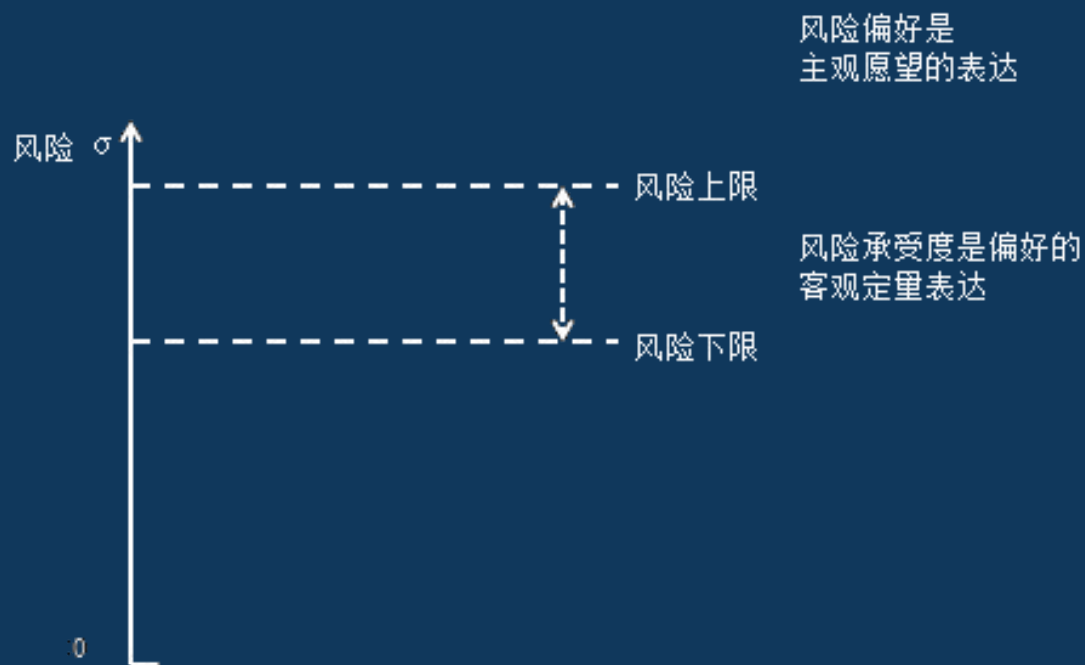 风险偏好是
主观愿望的表达
风险 σ
风险上限
风险承受度是偏好的
客观定量表达
风险下限
:0